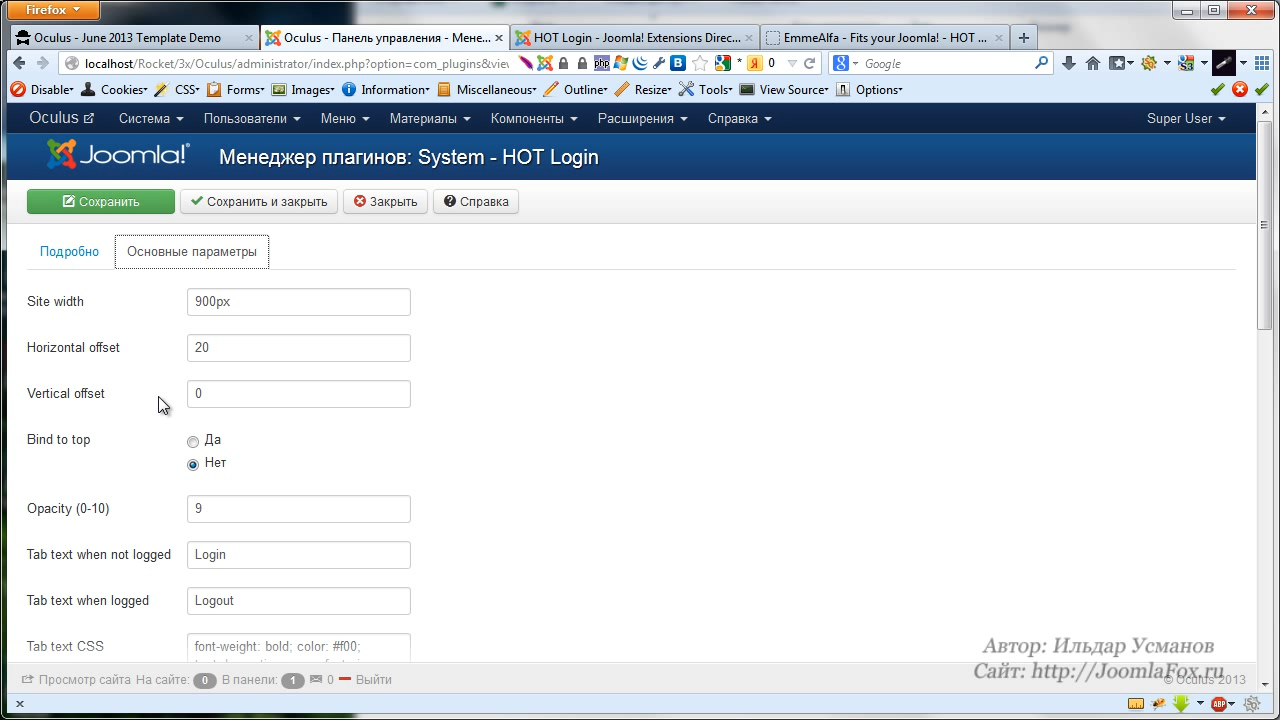 Firefox
Oculus - June 2013 Template Demo
Oculus - Панель управления - Мене...
HOT Login - Joomla! Extensions Direc...
EmmeAlfa - Fits your Joomla! - HOT ...
localhost/Rocket/3x/Oculus/administrator/index.php?option=com_plugins&vie
php
B
Я
0
Google
Disable
Cookies
CSS
Forms
Images
Information
Miscellaneous
Outline
Resize
Tools
View Source
Options
Oculus
Система
Пользователи
Меню
Материалы
Компоненты
Расширения
Справка
Super User
Joomla!
Менеджер плагинов: System - HOT Login
Сохранить
Сохранить и закрыть
Закрыть
Справка
Подробно
Основные параметры
Site width
900px
Horizontal offset
20
Vertical offset
0
Bind to top
Да
Нет
Opacity (0-10)
9
Tab text when not logged
Login
Tab text when logged
Logout
Tab text CSS
font-weight: bold; color: #f00;
Автор: Ильдар Усманов
Сайт: http://JoomlaFox.ru
Просмотр сайта На сайте: 0 В панели: 1 0 Выйти
© Oculus 2013
ABP